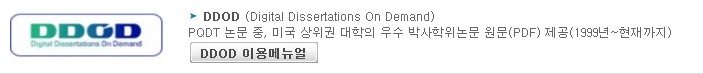 DDOD
Digital Dissertations On Demand
DDOD (Digital Dissertations On Demand)
PQDT 논문 중, 미국 상위권 대학의 우수 박사학위논문 원문(PDF) 제공(1999년~현재까지)
DDOD 이용메뉴얼